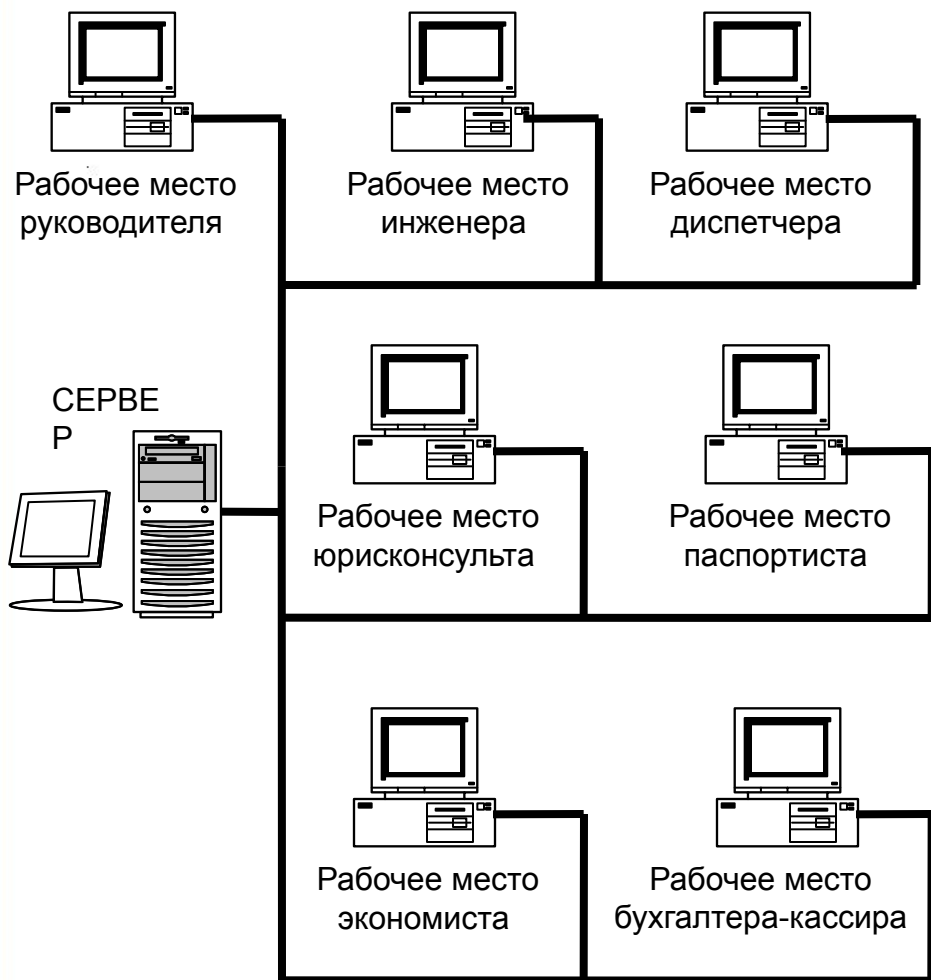 Рабочее место
руководителя
Рабочее место
инженера
Рабочее место
диспетчера
СЕРВЕ
Р
Рабочее место
юрисконсульта
Рабочее место
паспортиста
Рабочее место
экономиста
Рабочее место
бухгалтера-кассира